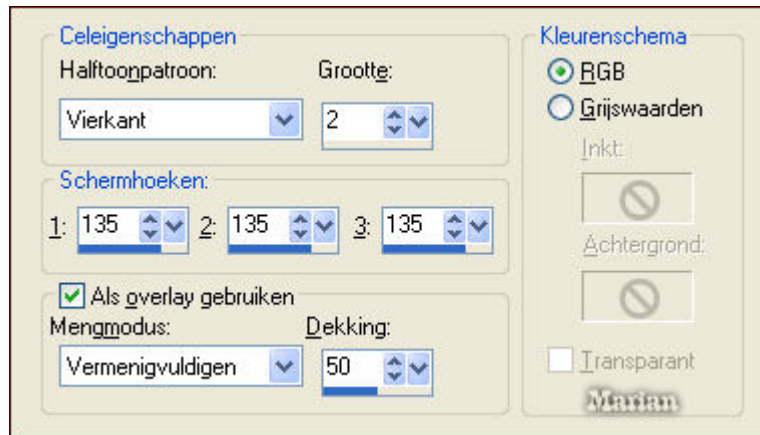 Celeigenschappen
Halftoonpatroon:
Grootte:
Vierkant
2
Schermhoeken:
1: 135 2: 135 3: 135
Als overlay gebruiken
Mengmodus:
Dekking:
Vermenigvuldigen
50
Kleurenschema
RGB
Grijswaarden
Inkt:
Achtergrond:
Transparant
Marian